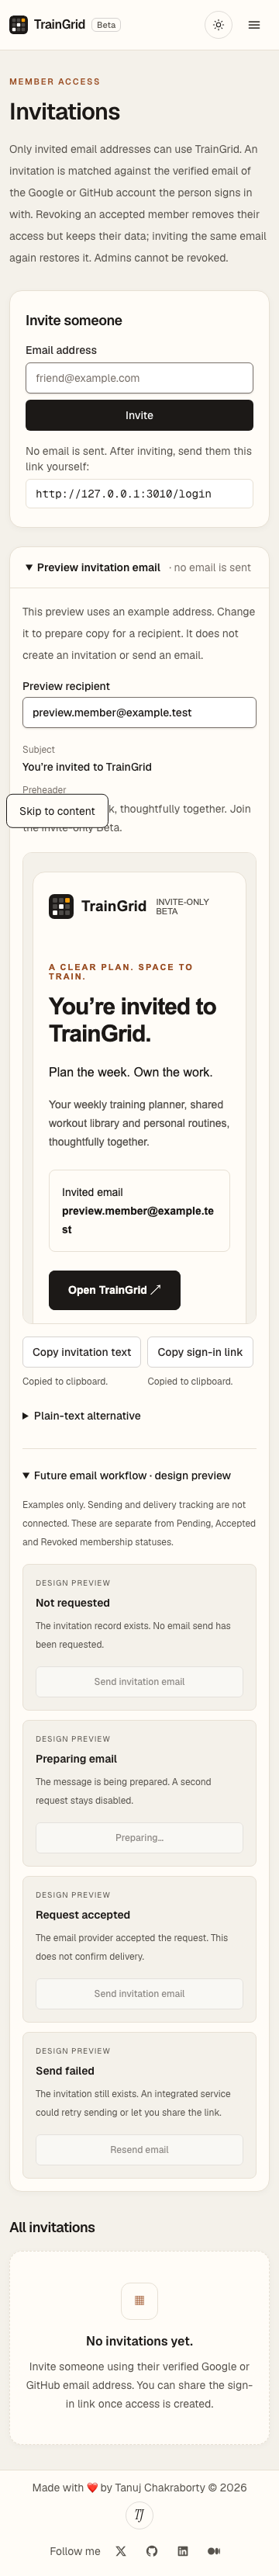 TrainGrid Beta
MEMBER ACCESS
Invitations
Only invited email addresses can use TrainGrid. An
invitation is matched against the verified email of
the Google or GitHub account the person signs in
with. Revoking an accepted member removes their
access but keeps their data; inviting the same email
again restores it. Admins cannot be revoked.
Invite someone
Email address
friend@example.com
Invite
No email is sent. After inviting, send them this
link yourself:
http://127.0.0.1:3010/login
▼ Preview invitation email · no email is sent
This preview uses an example address. Change
it to prepare copy for a recipient. It does not
create an invitation or send an email.
Preview recipient
preview.member@example.test
Subject
You’re invited to TrainGrid
Preheader
Skip to content
thoughtfully together. Join
the invite-only Beta.
TrainGrid INVITE-ONLY
BETA
A CLEAR PLAN. SPACE TO
TRAIN.
You’re invited to
TrainGrid.
Plan the week. Own the work.
Your weekly training planner, shared
workout library and personal routines,
thoughtfully together.
Invited email
preview.member@example.te
st
Open TrainGrid ↗
Copy invitation text Copy sign-in link
Copied to clipboard. Copied to clipboard.
▶ Plain-text alternative
▼ Future email workflow · design preview
Examples only. Sending and delivery tracking are not
connected. These are separate from Pending, Accepted
and Revoked membership statuses.
DESIGN PREVIEW
Not requested
The invitation record exists. No email send has
been requested.
Send invitation email
DESIGN PREVIEW
Preparing email
The message is being prepared. A second
request stays disabled.
Preparing…
DESIGN PREVIEW
Request accepted
The email provider accepted the request. This
does not confirm delivery.
Send invitation email
DESIGN PREVIEW
Send failed
The invitation still exists. An integrated service
could retry sending or let you share the link.
Resend email
All invitations
No invitations yet.
Invite someone using their verified Google or
GitHub email address. You can share the sign-
in link once access is created.
Made with ❤️ by Tanuj Chakraborty © 2026
TJ
Follow me